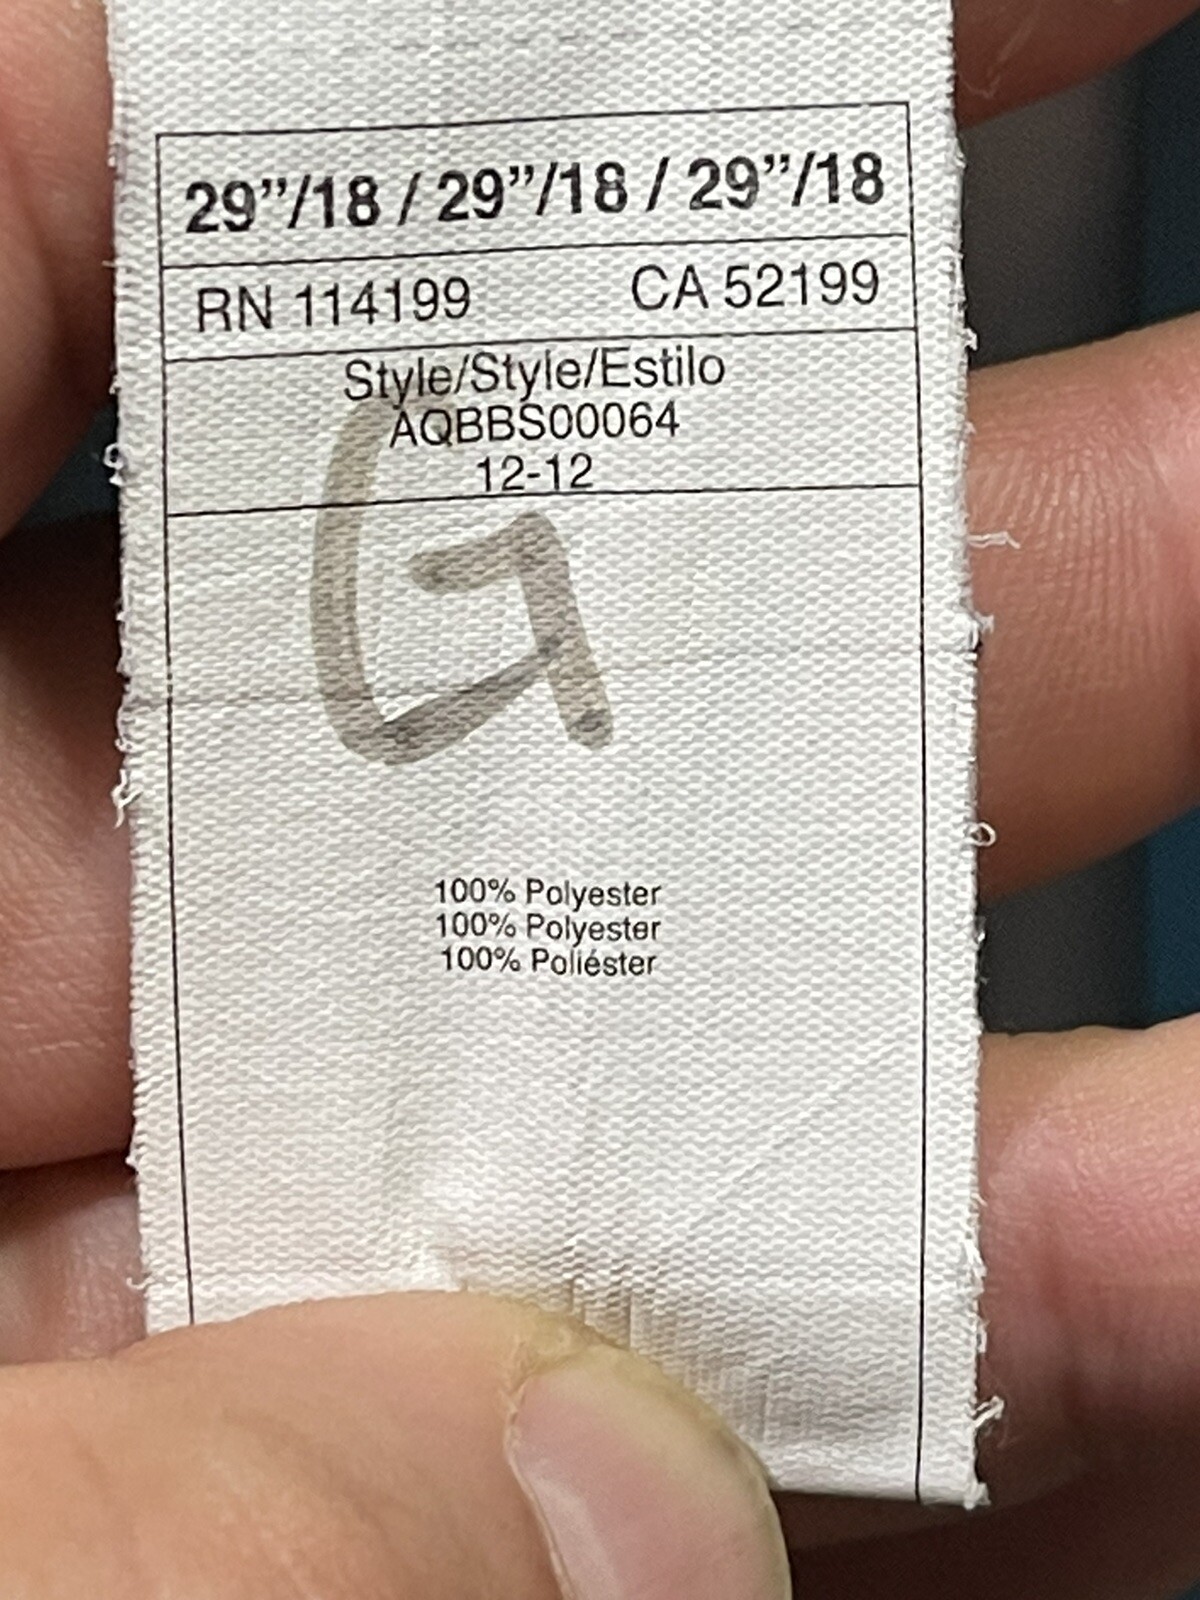 29”/18 / 29”/18 / 29”/18
RN 114199 CA 52199
Style/Style/Estilo
AQBBS00064
12-12
G
100% Polyester
100% Polyester
100% Poliéster